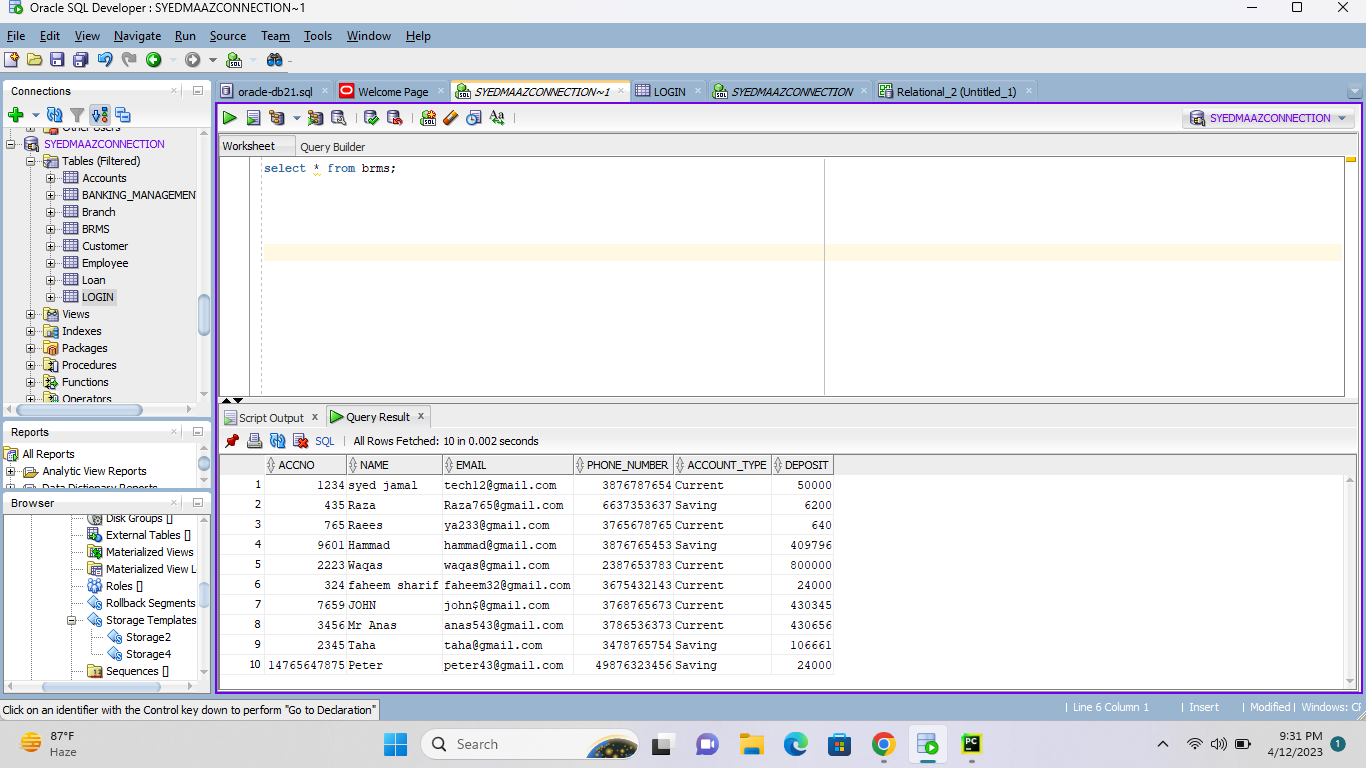 Oracle SQL Developer : SYEDMAAZCONNECTION~1
File Edit View Navigate Run Source Team Tools Window Help
Connections
Other Users
SYEDMAAZCONNECTION
Tables (Filtered)
Accounts
BANKING_MANAGEMEN
Branch
BRMS
Customer
Employee
Loan
LOGIN
Views
Indexes
Packages
Procedures
Functions
Operators
Reports
All Reports
Analytic View Reports
Data Dictionary Reports
Browser
Disk Groups []
External Tables []
Materialized Views
Materialized View L
Roles []
Rollback Segments
Storage Templates
Storage2
Storage4
Sequences []
oracle-db21.sql Welcome Page SYEDMAAZCONNECTION~1 LOGIN SYEDMAAZCONNECTION Relational_2 (Untitled_1)
SYEDMAAZCONNECTION
Worksheet Query Builder
select * from brms;
Script Output Query Result
SQL All Rows Fetched: 10 in 0.002 seconds
ACCNO NAME EMAIL PHONE_NUMBER ACCOUNT_TYPE DEPOSIT
1 1234 syed jamal tech12@gmail.com 3876787654 Current 50000
2 435 Raza Raza765@gmail.com 6637353637 Saving 6200
3 765 Raees ya233@gmail.com 3765678765 Current 640
4 9601 Hammad hammad@gmail.com 3876765453 Saving 409796
5 2223 Waqas waqas@gmail.com 2387653783 Current 800000
6 324 faheem sharif faheem32@gmail.com 3675432143 Current 24000
7 7659 JOHN john$@gmail.com 3768765673 Current 430345
8 3456 Mr Anas anas543@gmail.com 3786536373 Current 430656
9 2345 Taha taha@gmail.com 3478765754 Saving 106661
10 14765647875 Peter peter43@gmail.com 49876323456 Saving 24000
Click on an identifier with the Control key down to perform "Go to Declaration"
Line 6 Column 1 Insert Modified Windows: CF
87°F
Haze
Search
PC
9:31 PM
4/12/2023
1